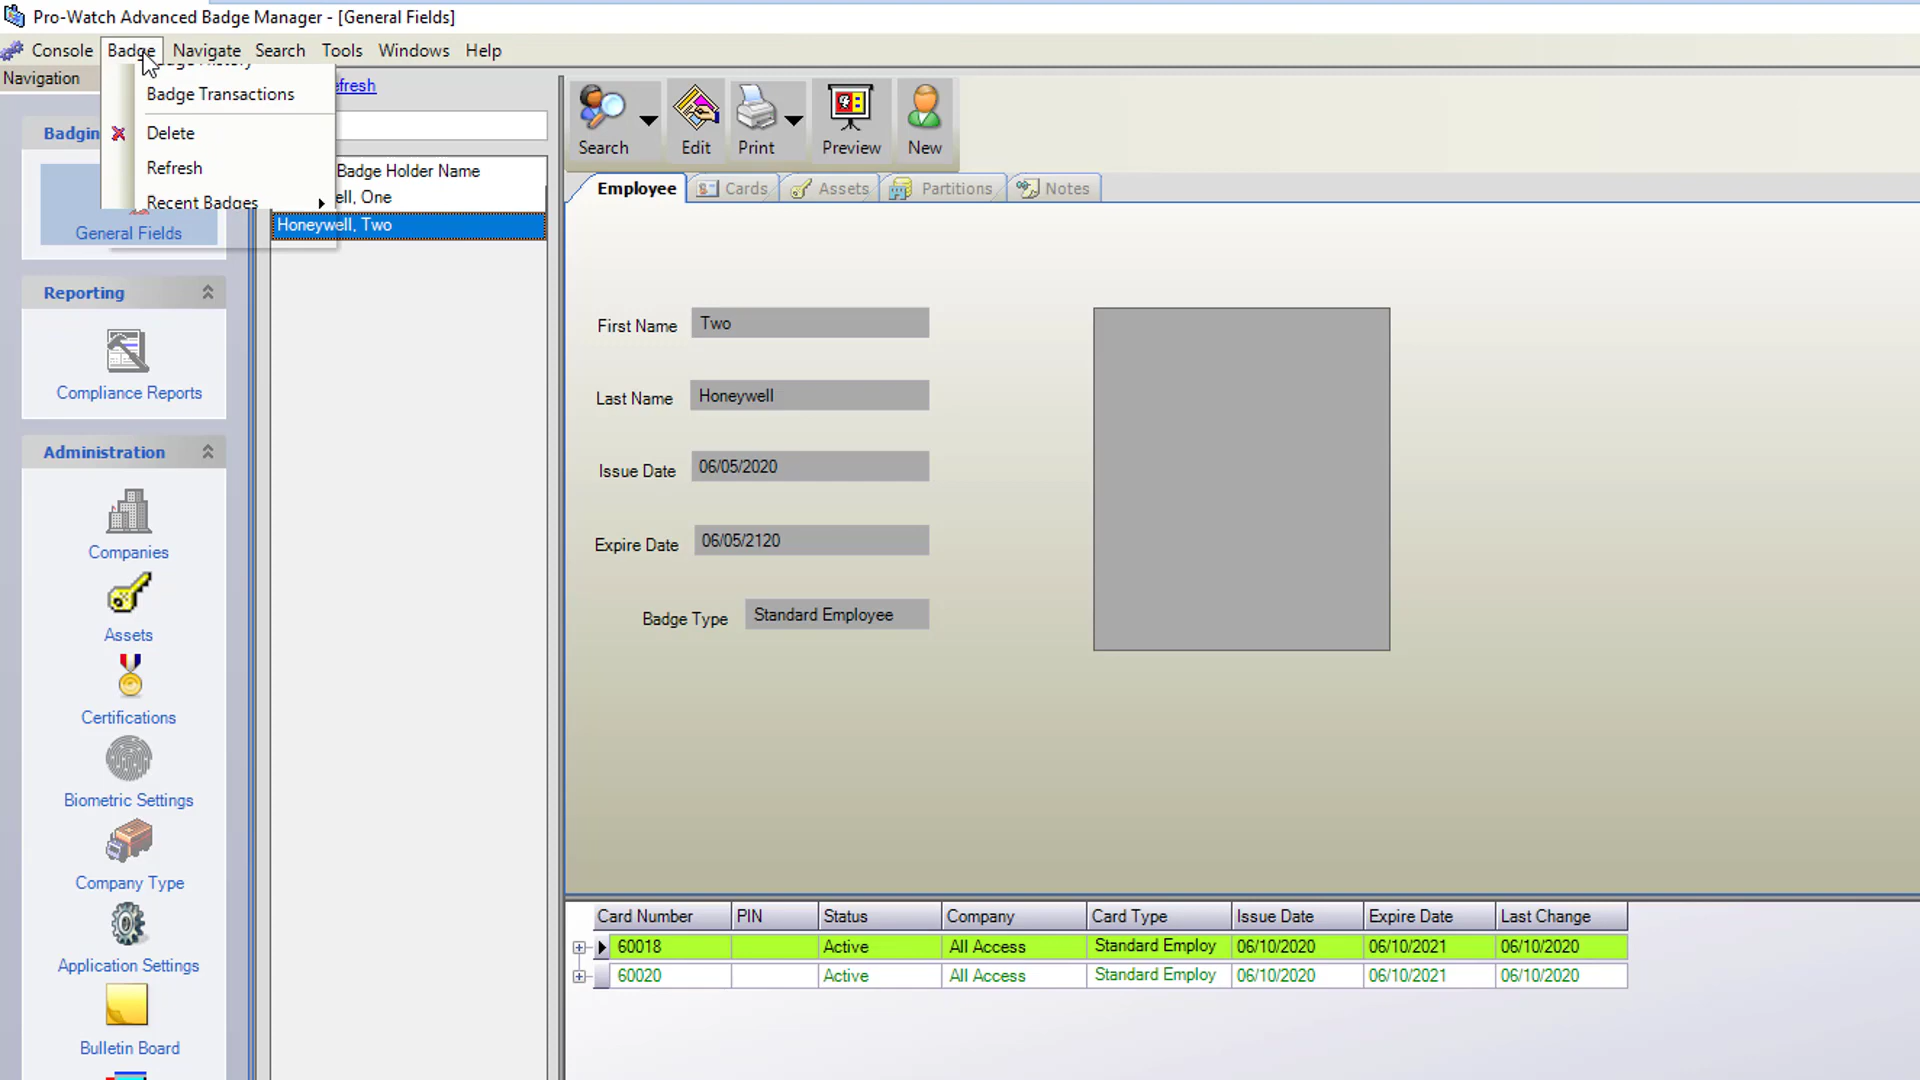 Pro-Watch Advanced Badge Manager - [General Fields]
Console Badge Navigate Search Tools Windows Help
Navigation
Badge Transactions
Delete
Refresh
Recent Badges
efresh
Badgin
General Fields
Reporting
Compliance Reports
Administration
Companies
Assets
Certifications
Biometric Settings
Company Type
Application Settings
Bulletin Board
Badge Holder Name
ell, One
Honeywell, Two
Search Edit Print Preview New
Employee Cards Assets Partitions Notes
First Name Two
Last Name Honeywell
Issue Date 06/05/2020
Expire Date 06/05/2120
Badge Type Standard Employee
Card Number PIN Status Company Card Type Issue Date Expire Date Last Change
60018 Active All Access Standard Employ 06/10/2020 06/10/2021 06/10/2020
60020 Active All Access Standard Employ 06/10/2020 06/10/2021 06/10/2020